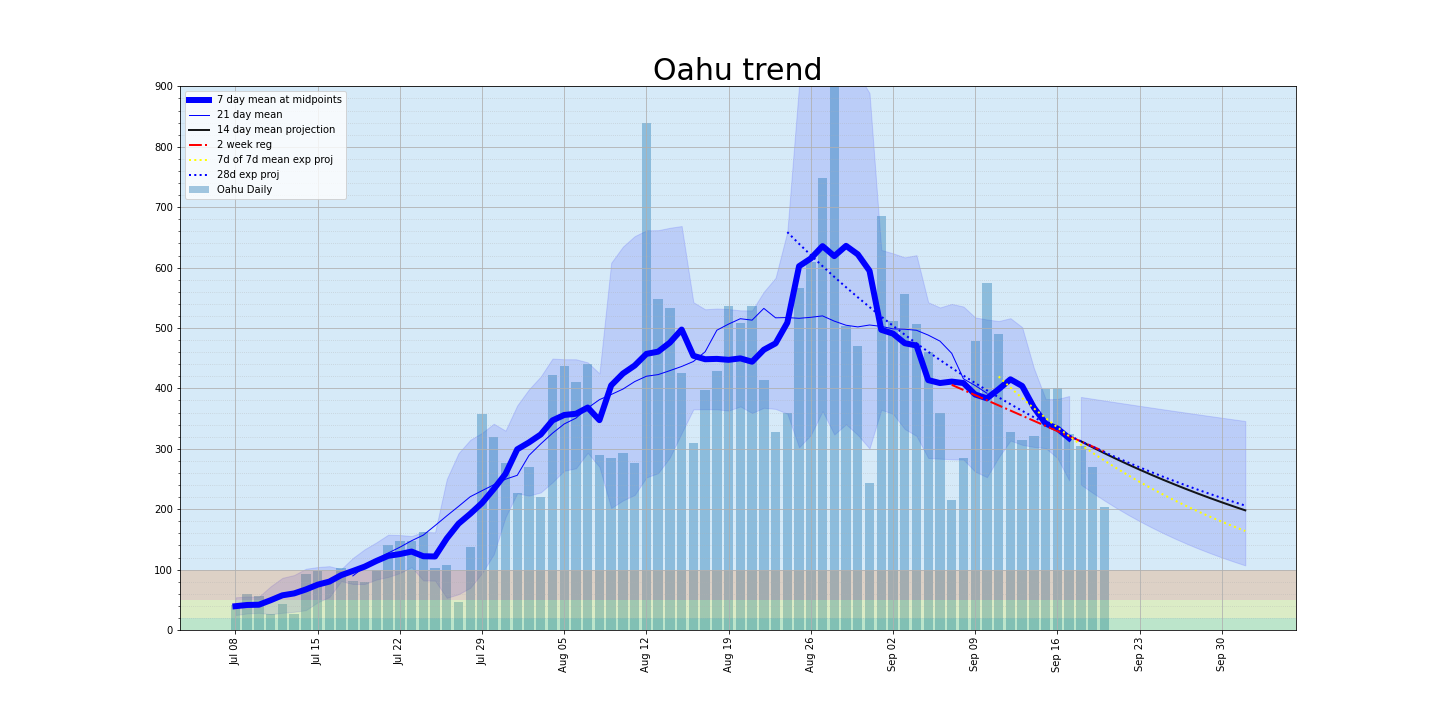 Oahu trend
900
800
700
600
500
400
300
200
100
0
7 day mean at midpoints
21 day mean
14 day mean projection
2 week reg
7d of 7d mean exp proj
28d exp proj
Oahu Daily
Jul 08
Jul 15
Jul 22
Jul 29
Aug 05
Aug 12
Aug 19
Aug 26
Sep 02
Sep 09
Sep 16
Sep 23
Sep 30